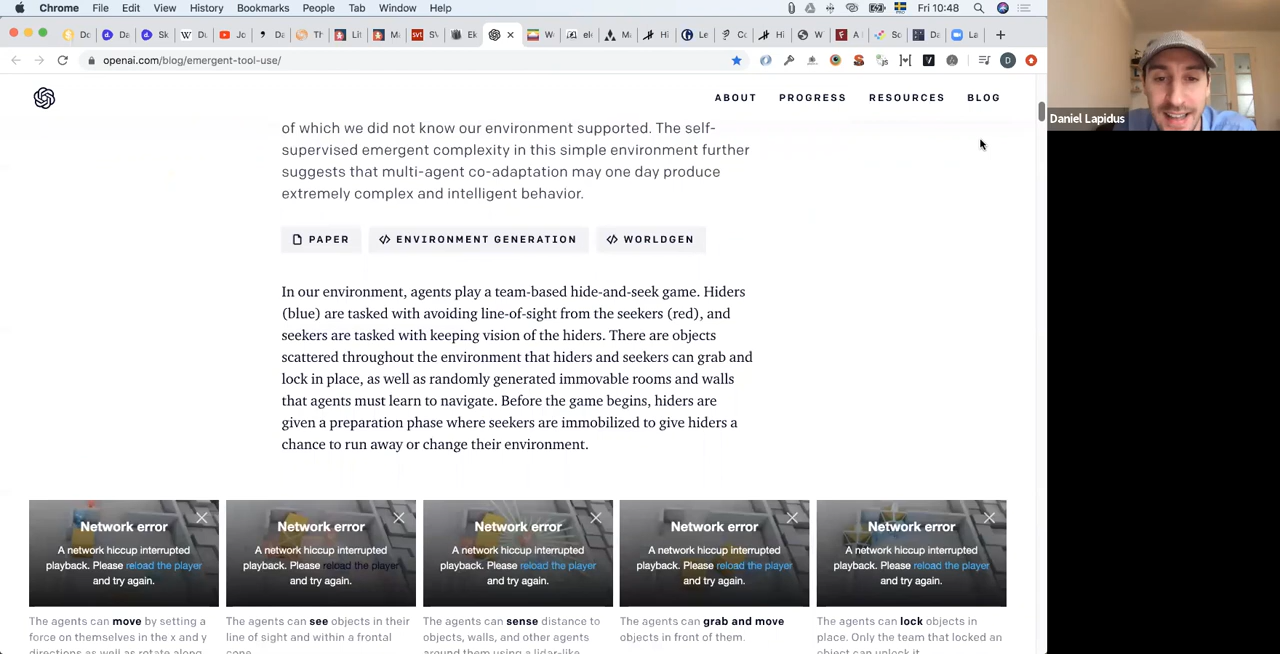 Chrome File Edit View History Bookmarks People Tab Window Help Fri 10:48
openai.com/blog/emergent-tool-use/
ABOUT PROGRESS RESOURCES BLOG
Daniel Lapidus
of which we did not know our environment supported. The self-
supervised emergent complexity in this simple environment further
suggests that multi-agent co-adaptation may one day produce
extremely complex and intelligent behavior.
PAPER ENVIRONMENT GENERATION WORLDGEN
In our environment, agents play a team-based hide-and-seek game. Hiders
(blue) are tasked with avoiding line-of-sight from the seekers (red), and
seekers are tasked with keeping vision of the hiders. There are objects
scattered throughout the environment that hiders and seekers can grab and
lock in place, as well as randomly generated immovable rooms and walls
that agents must learn to navigate. Before the game begins, hiders are
given a preparation phase where seekers are immobilized to give hiders a
chance to run away or change their environment.
Network error
A network hiccup interrupted
playback. Please reload the player
and try again.
The agents can move by setting a
force on themselves in the x and y
directions as well as rotate along
Network error
A network hiccup interrupted
playback. Please reload the player
and try again.
The agents can see objects in their
line of sight and within a frontal
cone.
Network error
A network hiccup interrupted
playback. Please reload the player
and try again.
The agents can sense distance to
objects, walls, and other agents
around them using a lidar-like
Network error
A network hiccup interrupted
playback. Please reload the player
and try again.
The agents can grab and move
objects in front of them.
Network error
A network hiccup interrupted
playback. Please reload the player
and try again.
The agents can lock objects in
place. Only the team that locked an
object can unlock it.